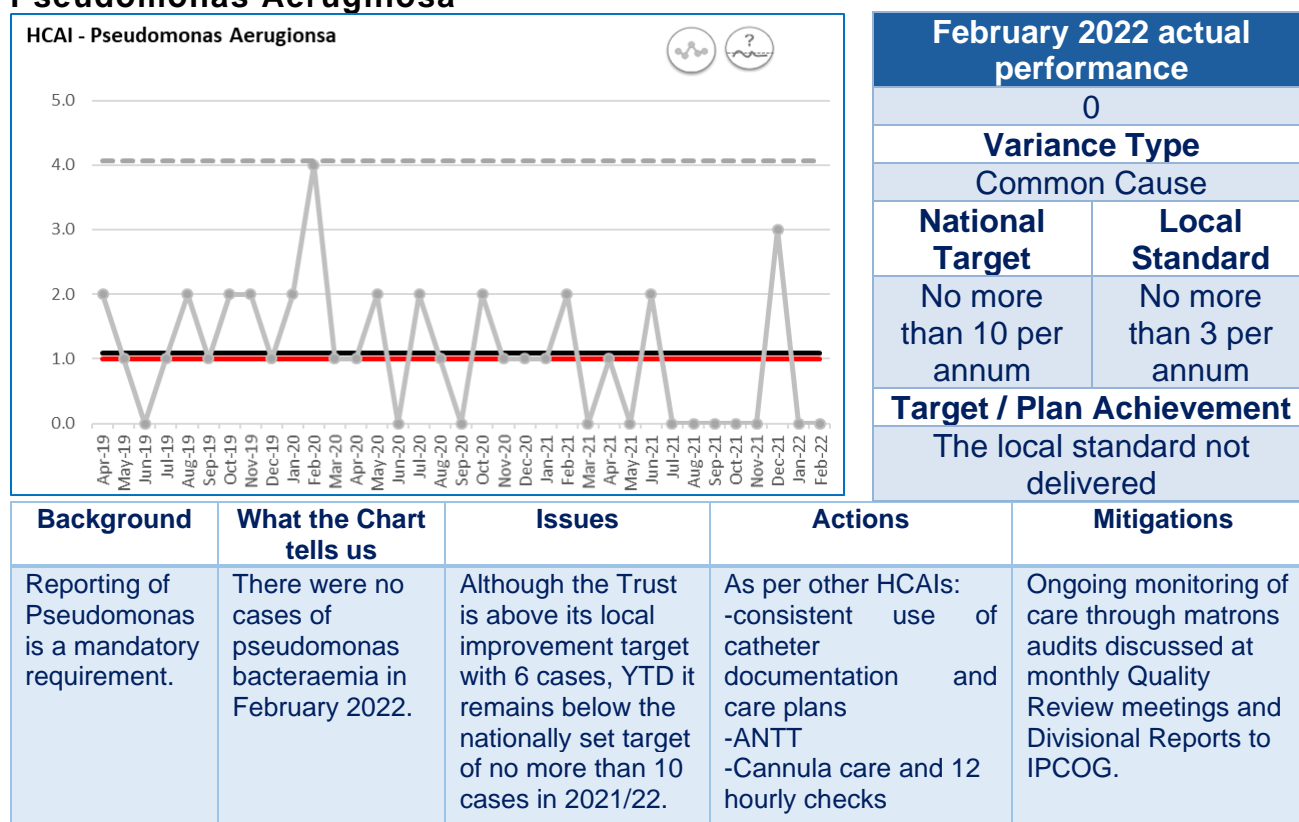 Pseudomonas Aeruginosa
HCAI - Pseudomonas Aerugionsa
?
5.0
4.0
3.0
2.0
1.0
0.0
Apr-19
May-19
Jun-19
Jul-19
Aug-19
Sep-19
Oct-19
Nov-19
Dec-19
Jan-20
Feb-20
Mar-20
Apr-20
May-20
Jun-20
Jul-20
Aug-20
Sep-20
Oct-20
Nov-20
Dec-20
Jan-21
Feb-21
Mar-21
Apr-21
May-21
Jun-21
Jul-21
Aug-21
Sep-21
Oct-21
Nov-21
Dec-21
Jan-22
Feb-22
February 2022 actual
performance
0
Variance Type
Common Cause
National
Target
Local
Standard
No more
than 10 per
annum
No more
than 3 per
annum
Target / Plan Achievement
The local standard not
delivered
Background
What the Chart
tells us
Issues
Actions
Mitigations
Reporting of
Pseudomonas
is a mandatory
requirement.
There were no
cases of
pseudomonas
bacteraemia in
February 2022.
Although the Trust
is above its local
improvement target
with 6 cases, YTD it
remains below the
nationally set target
of no more than 10
cases in 2021/22.
As per other HCAIs:
-consistent use of
catheter
documentation and
care plans
-ANTT
-Cannula care and 12
hourly checks
Ongoing monitoring of
care through matrons
audits discussed at
monthly Quality
Review meetings and
Divisional Reports to
IPCOG.